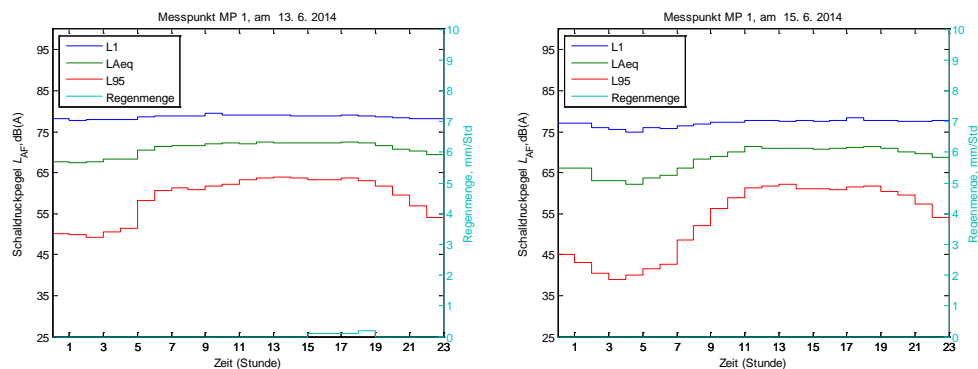 Messpunkt MP 1, am 13. 6. 2014
95
85
75
65
55
45
35
25
Schalldruckpegel LAF, dB(A)
L1
LAeq
L95
Regenmenge
10
9
8
7
6
5
4
3
2
1
0
Regenmenge, mm/Std
1 3 5 7 9 11 13 15 17 19 21 23
Zeit (Stunde)
Messpunkt MP 1, am 15. 6. 2014
95
85
75
65
55
45
35
25
Schalldruckpegel LAF, dB(A)
L1
LAeq
L95
Regenmenge
10
9
8
7
6
5
4
3
2
1
0
Regenmenge, mm/Std
1 3 5 7 9 11 13 15 17 19 21 23
Zeit (Stunde)